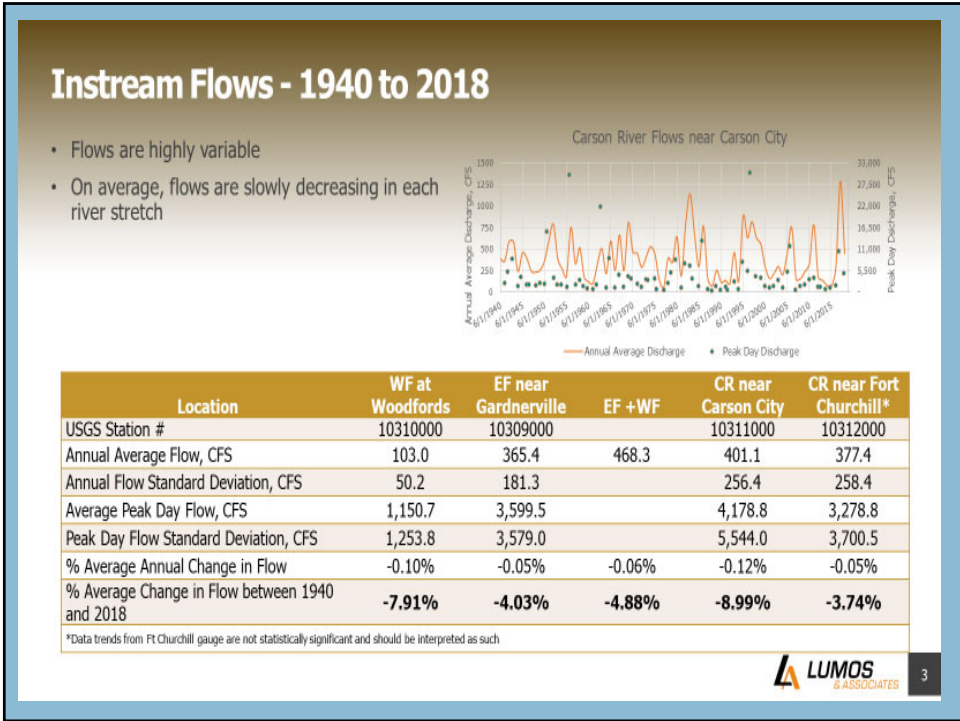 Instream Flows - 1940 to 2018
• Flows are highly variable
• On average, flows are slowly decreasing in each
river stretch
Carson River Flows near Carson City
Annual Average Discharge, CFS
1500
1250
1000
750
500
250
0
33,000
27,500
22,000
16,500
11,000
5,500
-
Peak Day Discharge, CFS
6/1/1940
6/1/1945
6/1/1950
6/1/1955
6/1/1960
6/1/1965
6/1/1970
6/1/1975
6/1/1980
6/1/1985
6/1/1990
6/1/1995
6/1/2000
6/1/2005
6/1/2010
6/1/2015
Annual Average Discharge • Peak Day Discharge
Location WF at Woodfords EF near Gardnerville EF +WF CR near Carson City CR near Fort Churchill*
USGS Station # 10310000 10309000 10311000 10312000
Annual Average Flow, CFS 103.0 365.4 468.3 401.1 377.4
Annual Flow Standard Deviation, CFS 50.2 181.3 256.4 258.4
Average Peak Day Flow, CFS 1,150.7 3,599.5 4,178.8 3,278.8
Peak Day Flow Standard Deviation, CFS 1,253.8 3,579.0 5,544.0 3,700.5
% Average Annual Change in Flow -0.10% -0.05% -0.06% -0.12% -0.05%
% Average Change in Flow between 1940
and 2018 -7.91% -4.03% -4.88% -8.99% -3.74%
*Data trends from Ft Churchill gauge are not statistically significant and should be interpreted as such
LUMOS
& ASSOCIATES
3